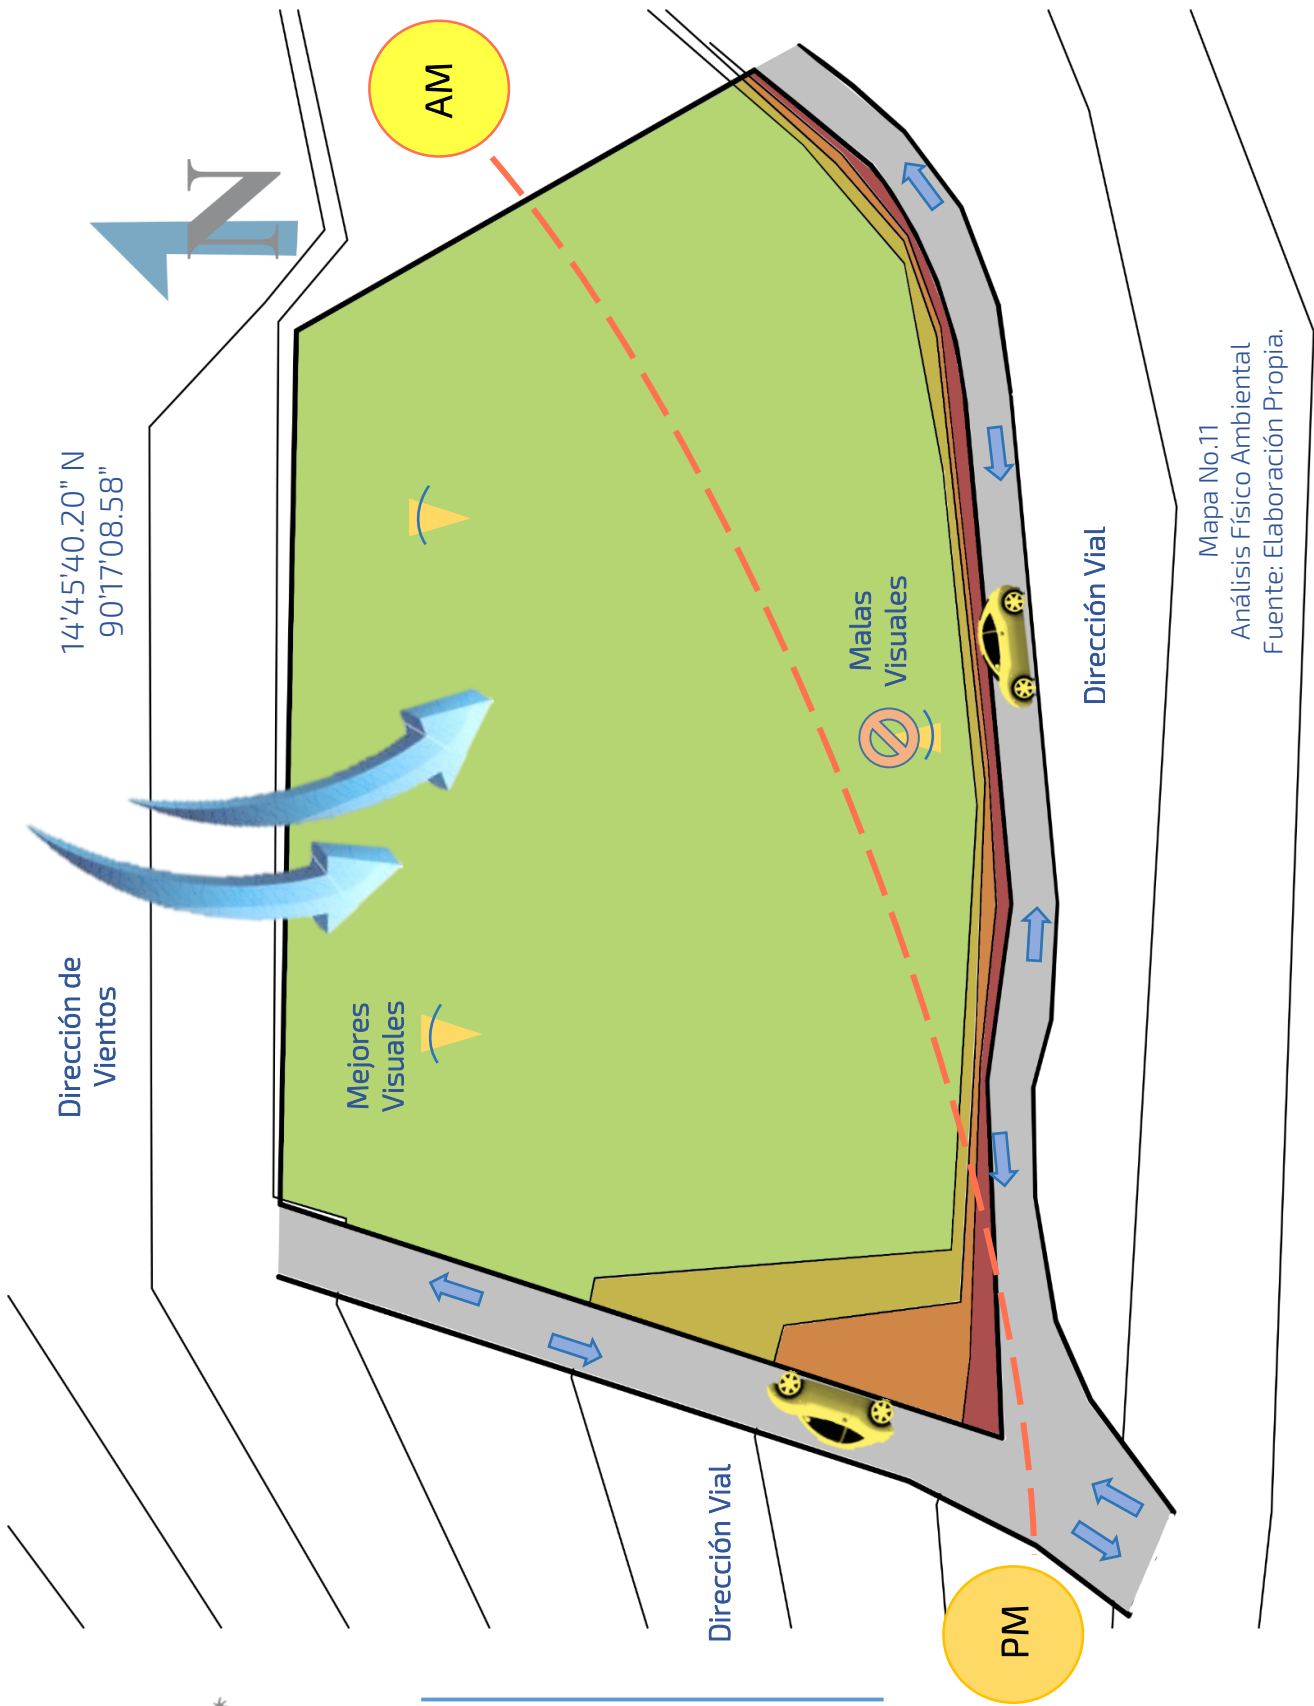 14'45'40.20" N
90'17'08.58"
N
AM
Dirección de
Vientos
Mejores
Visuales
Malas
Visuales
Dirección Vial
Dirección Vial
PM
Mapa No.11
Análisis Físico Ambiental
Fuente: Elaboración Propia.